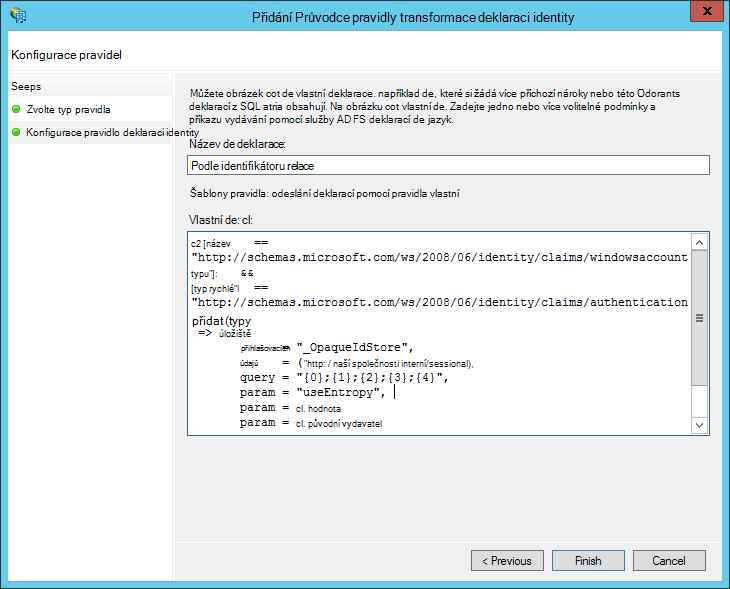 Přidání Průvodce pravidly transformace deklaraci identity
Konfigurace pravidel
Seeps
Zvolte typ pravidla
Konfigurace pravidlo deklaraci identity
Můžete obrázek cot de vlastní deklarace. například de, které si žádá více příchozí nároky nebo této Odorants
deklarací z SQL atria obsahují. Na obrázku cot vlastní de. Zadejte jedno nebo více volitelné podmínky a
příkazu vydávání pomocí služby AD FS deklarací de jazyk.
Název de deklarace:
Podle identifikátoru relace
Šablony pravidla: odeslání deklarací pomocí pravidla vlastní
Vlastní de: cl:
c2 [název ==
"http://schemas.microsoft.com/ws/2008/06/identity/claims/windowsaccount
typu"]: &&
[typ rychlé"l ==
"http://schemas.microsoft.com/ws/2008/06/identity/claims/authentication
přidat (typy
=> úložiště
přihlašovacích "_OpaqueIdStore",
údajů = ("http: / naší společnosti interní/sessional),
query = "{0};{1};{2};{3};{4}",
param = "useEntropy",
param = cl. hodnota
param = cl. původní vydavatel
< Previous
Finish
Cancel